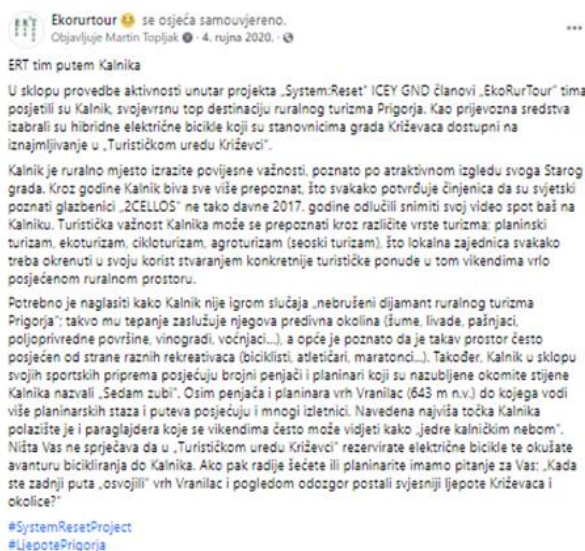 Ekorurtour se osjeća samouvjereno.
Objavljuje Martin Topljak · 4. rujna 2020. ·
ERT tim putem Kalnika
U sklopu provedbe aktivnosti unutar projekta „System:Reset" ICEY GND članovi „EkoRurTour" tima
posjetili su Kalnik, svojevrsnu top destinaciju ruralnog turizma Prigorja. Kao prijevozna sredstva
izabrali su hibridne električne bicikle koji su stanovnicima grada Križevaca dostupni na
iznajmljivanje u „Turističkom uredu Križevci".
Kalnik je ruralno mjesto izrazite povijesne važnosti, poznato po atraktivnom izgledu svoga Starog
grada. Kroz godine Kalnik biva sve više prepoznat, što svakako potvrđuje činjenica da su svjetski
poznati glazbenici „2CELLOS" ne tako davne 2017. godine odlučili snimiti svoj video spot baš na
Kalniku. Turistička važnost Kalnika može se prepoznati kroz različite vrste turizma; planinski
turizam, ekoturizam, cikloturizam, agroturizam (seoski turizam), što lokalna zajednica svakako
treba okrenuti u svoju korist stvaranjem konkretnije turističke ponude u tom vikendima vrlo
posjećenom ruralnom prostoru.
Potrebno je naglasiti kako Kalnik nije igrom slučaja „nebrušeni dijamant ruralnog turizma
Prigorja"; takvo mu tepanje zaslužuje njegova predivna okolina (šume, livade, pašnjaci,
poljoprivredne površine, vinogradi, voćnjaci...), a opće je poznato da je takav prostor često
posjećen od strane raznih rekreativaca (biciklisti, atletičari, maratonci...). Također, Kalnik u sklopu
svojih sportskih priprema posjećuju brojni penjači i planinari koji su nazubljene okomite stijene
Kalnika nazvali „Sedam zubi". Osim penjača i planinara vrh Vranilac (643 m n.v.) do kojega vodi
više planinarskih staza i puteva posjećuju i mnogi izletnici. Navedena najviša točka Kalnika
polazište je i paraglajdera koje se vikendima često može vidjeti kako „jedre kalničkim nebom".
Ništa Vas ne sprječava da u „Turističkom uredu Križevci" rezervirate električne bicikle te okušate
avanturu bicikliranja do Kalnika. Ako pak radije šećete ili planinarite imamo pitanje za Vas: „Kada
ste zadnji puta „osvojili" vrh Vranilac i pogledom odozgor postali svjesniji ljepote Križevaca i
okolice?"
#SystemResetProject
#LjepotePrigorja